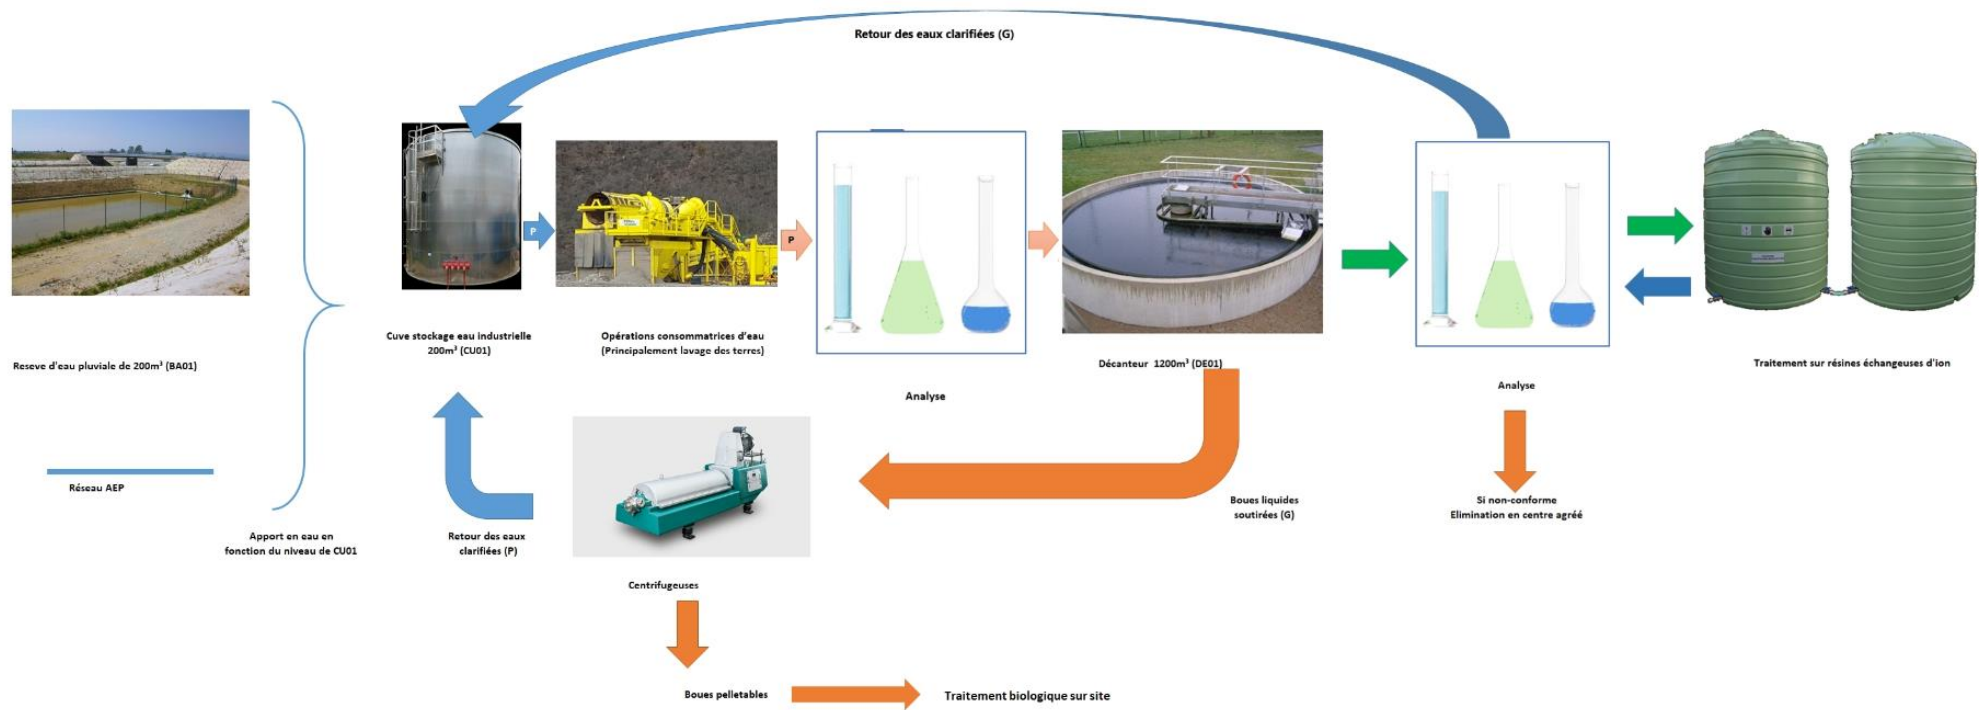 Retour des eaux clarifiées (G)
P
P
Cuve stockage eau industrielle
200m³ (CU01)
Opérations consommatrices d'eau
(Principalement lavage des terres)
Reseve d'eau pluviale de 200m³ (BA01)
Décanteur 1200m³ (DE01)
Traitement sur résines échangeuses d'ion
Analyse
Analyse
Réseau AEP
Apport en eau en
fonction du niveau de CU01
Retour des eaux
clarifiées (P)
Boues liquides
soutirées (G)
Si non-conforme
Elimination en centre agréé
Centrifugeuses
Boues pelletables
Traitement biologique sur site